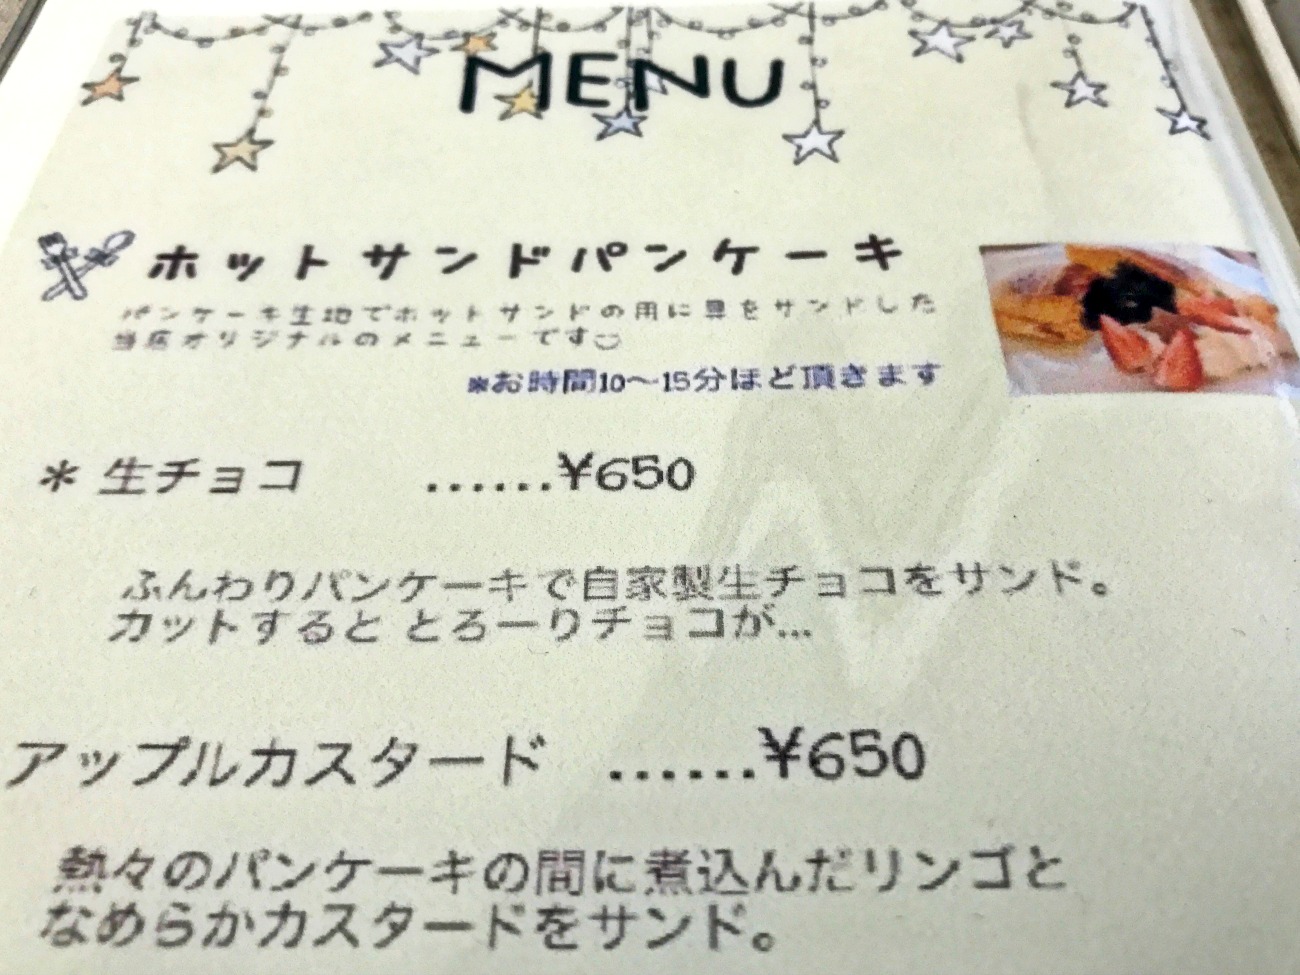 MENU
ホットサンドパンケーキ
パンケーキ生地でホットサンドの用に具をサンドした
当店オリジナルのメニューです
※お時間10〜15分ほど頂きます
* 生チョコ ......¥650
ふんわりパンケーキで自家製生チョコをサンド。
カットすると とろーりチョコが...
アップルカスタード ......¥650
熱々のパンケーキの間に煮込んだリンゴと
なめらかカスタードをサンド。